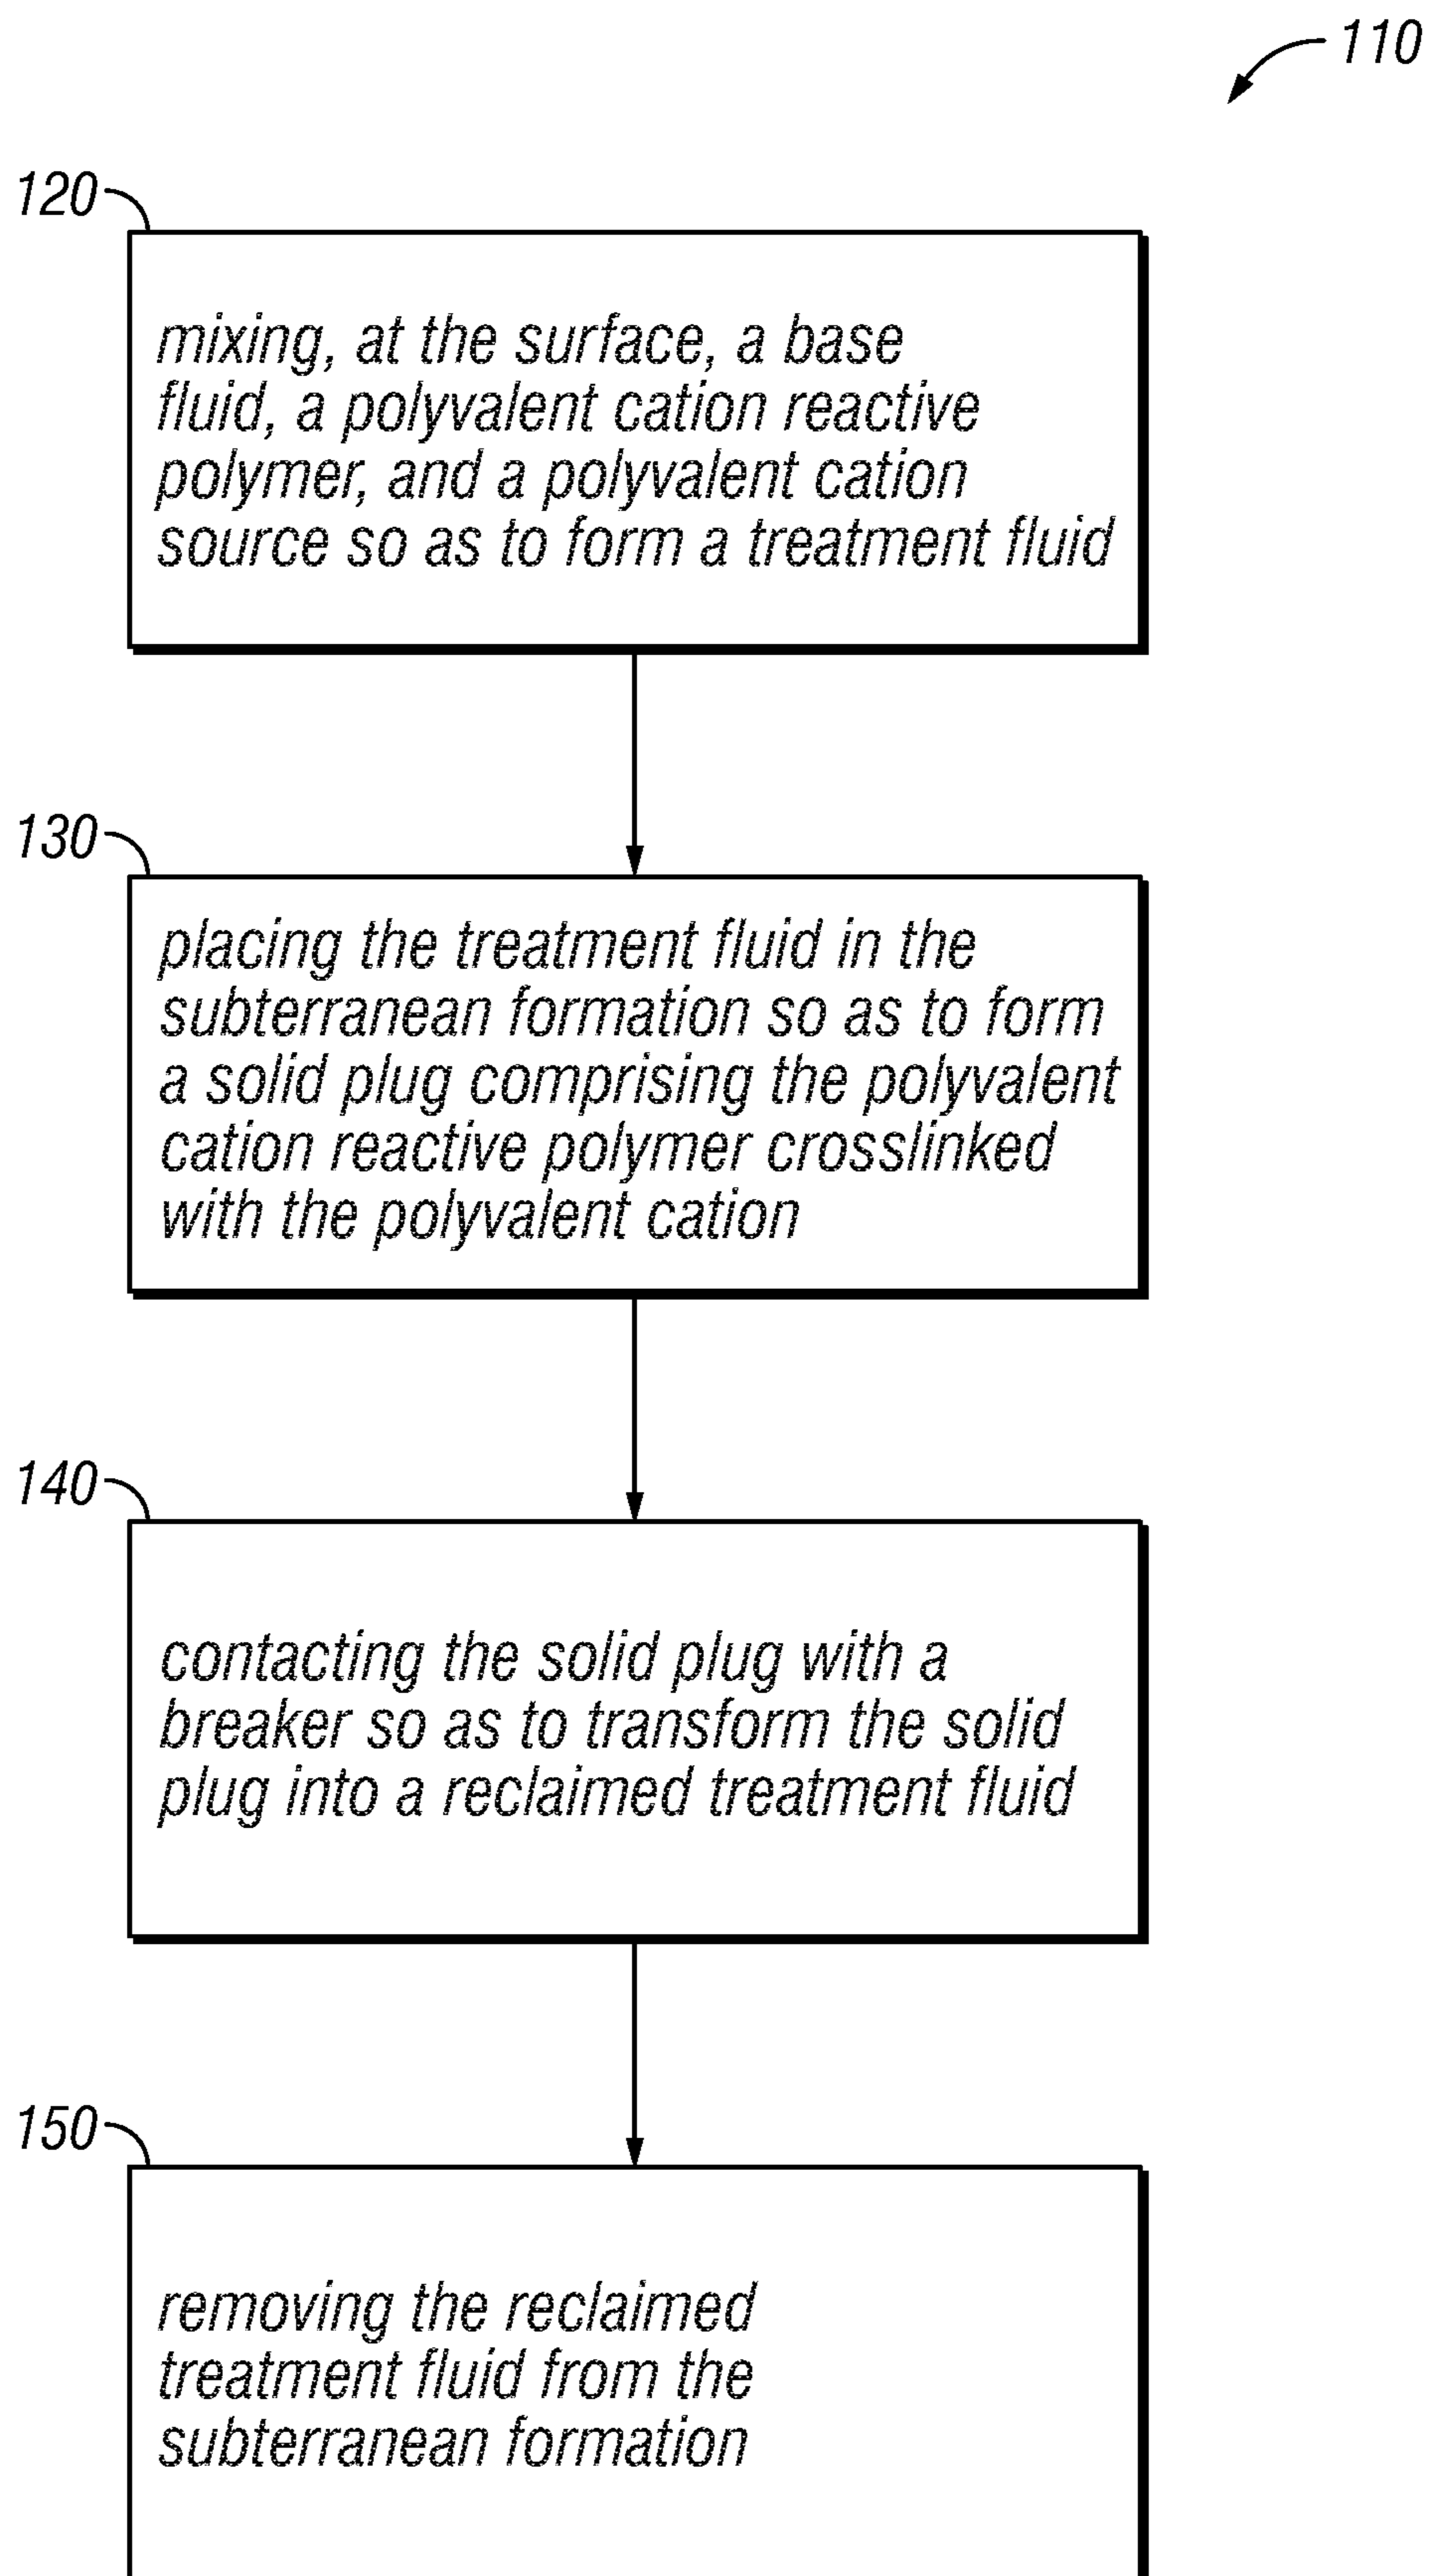 110
120
mixing, at the surface, a base
fluid, a polyvalent cation reactive
polymer, and a polyvalent cation
source so as to form a treatment fluid
130
placing the treatment fluid in the
subterranean formation so as to form
a solid plug comprising the polyvalent
cation reactive polymer crosslinked
with the polyvalent cation
140
contacting the solid plug with a
breaker so as to transform the solid
plug into a reclaimed treatment fluid
150
removing the reclaimed
treatment fluid from the
subterranean formation